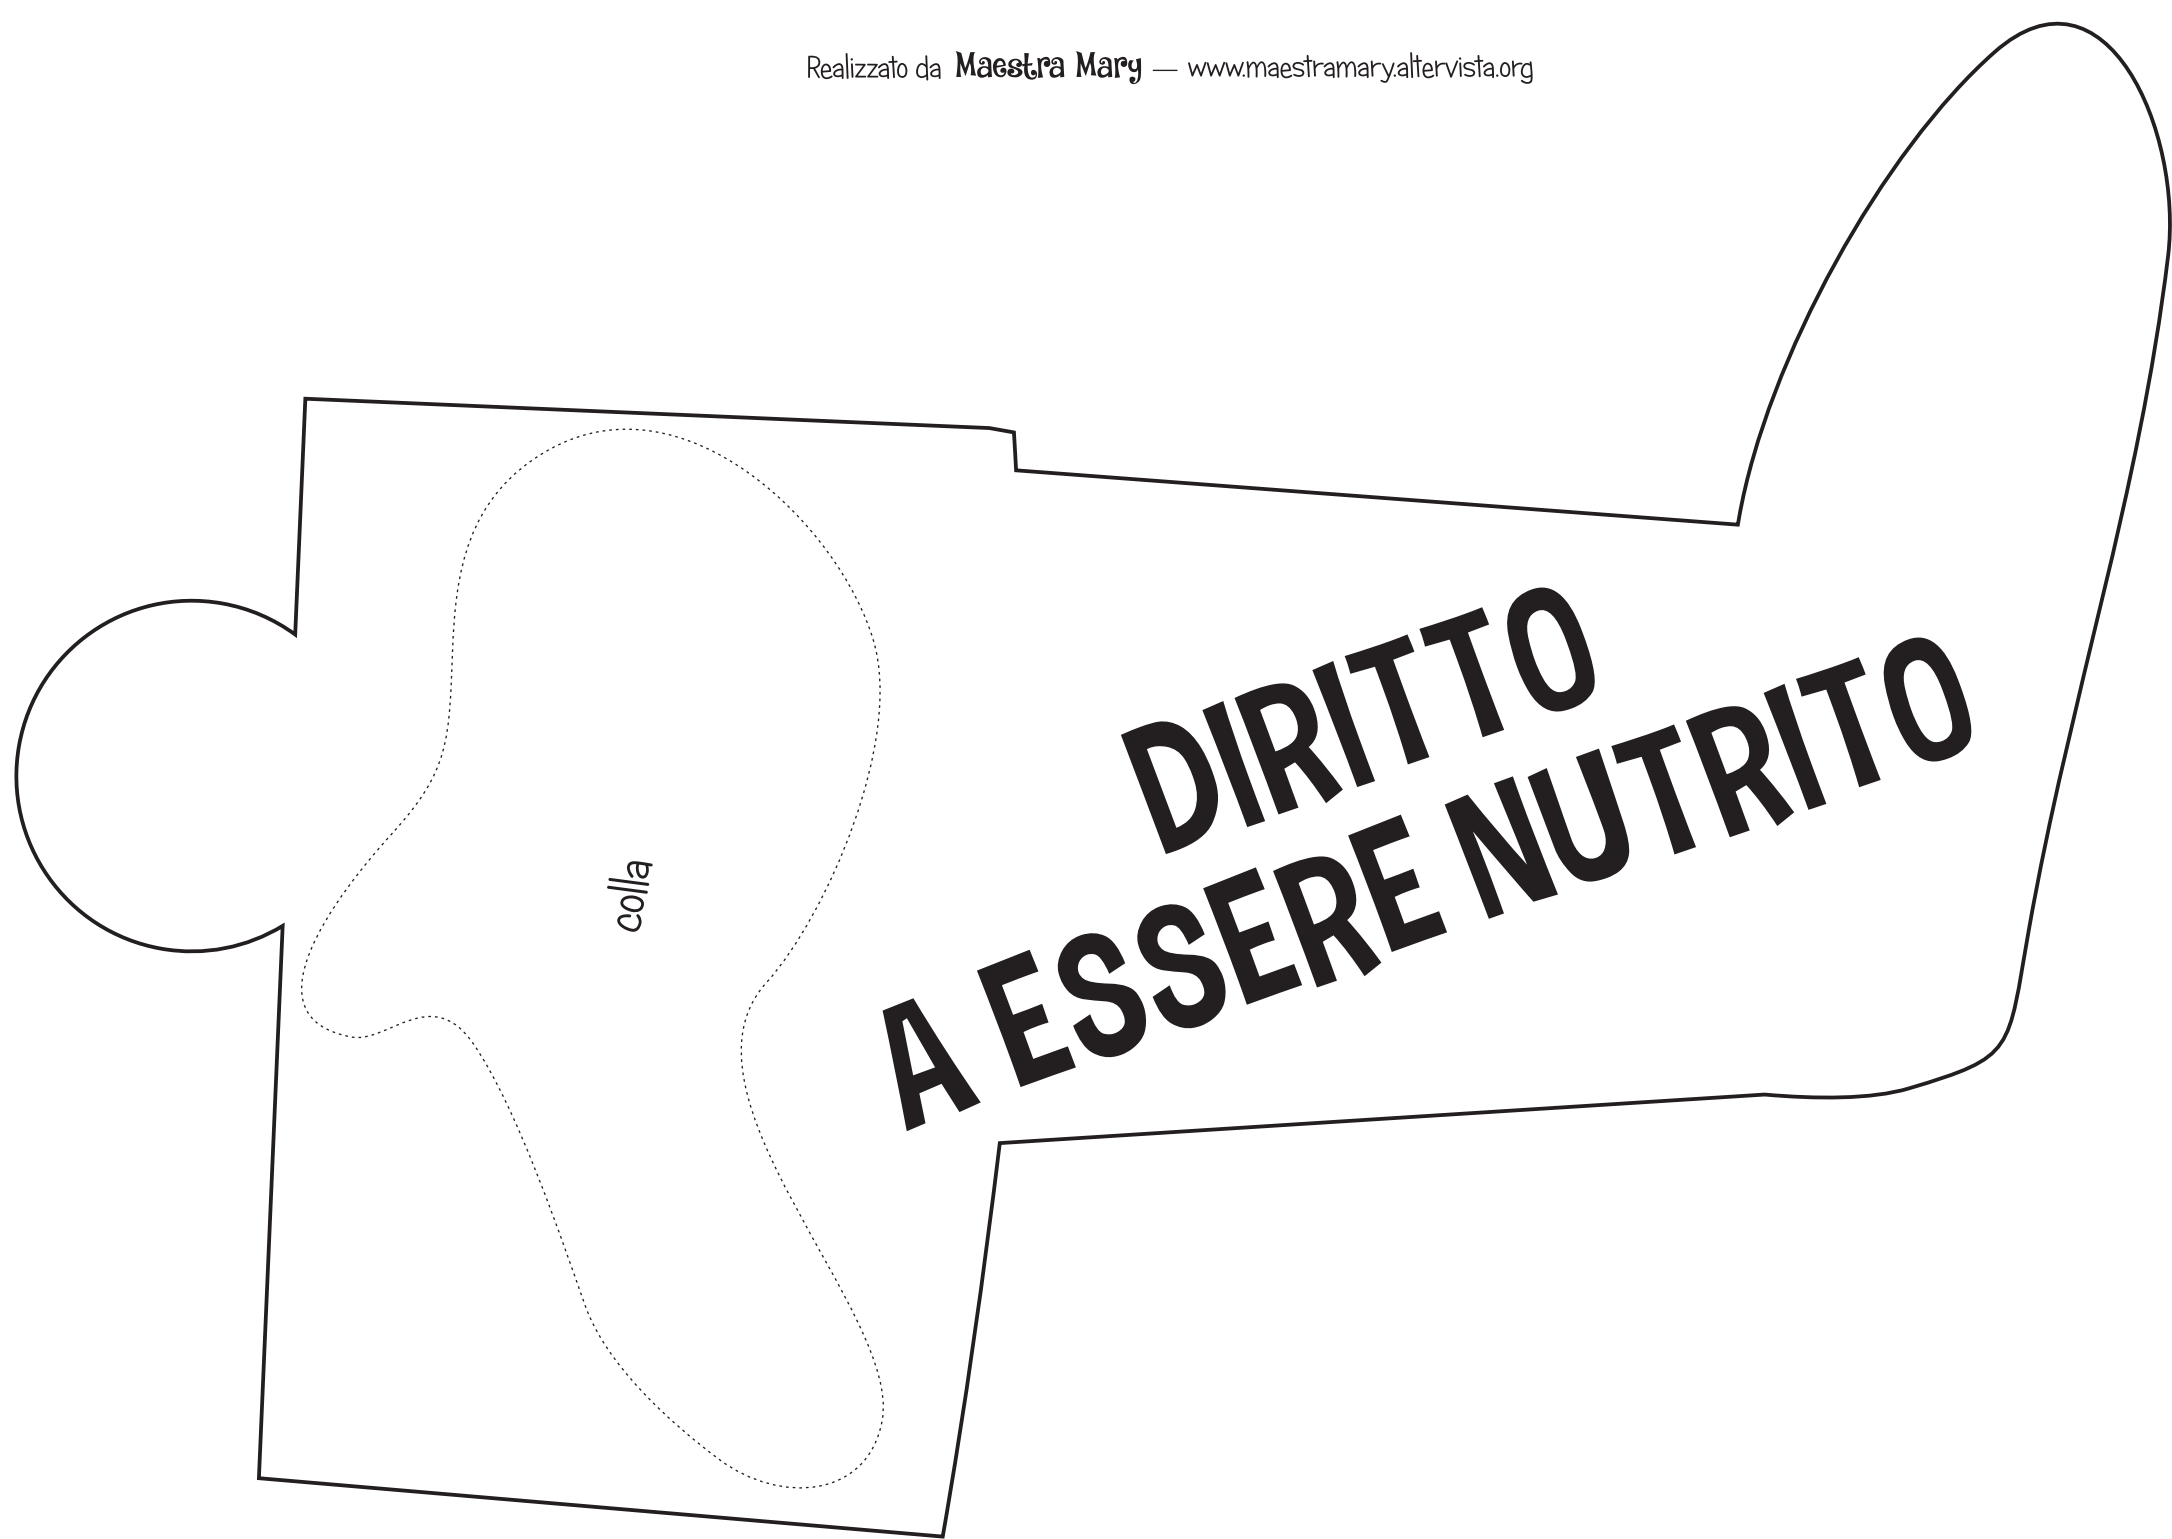 Realizzato da Maestra Mary — www.maestramary.altervista.org
DIRITTO
A ESSERE NUTRITO
colla